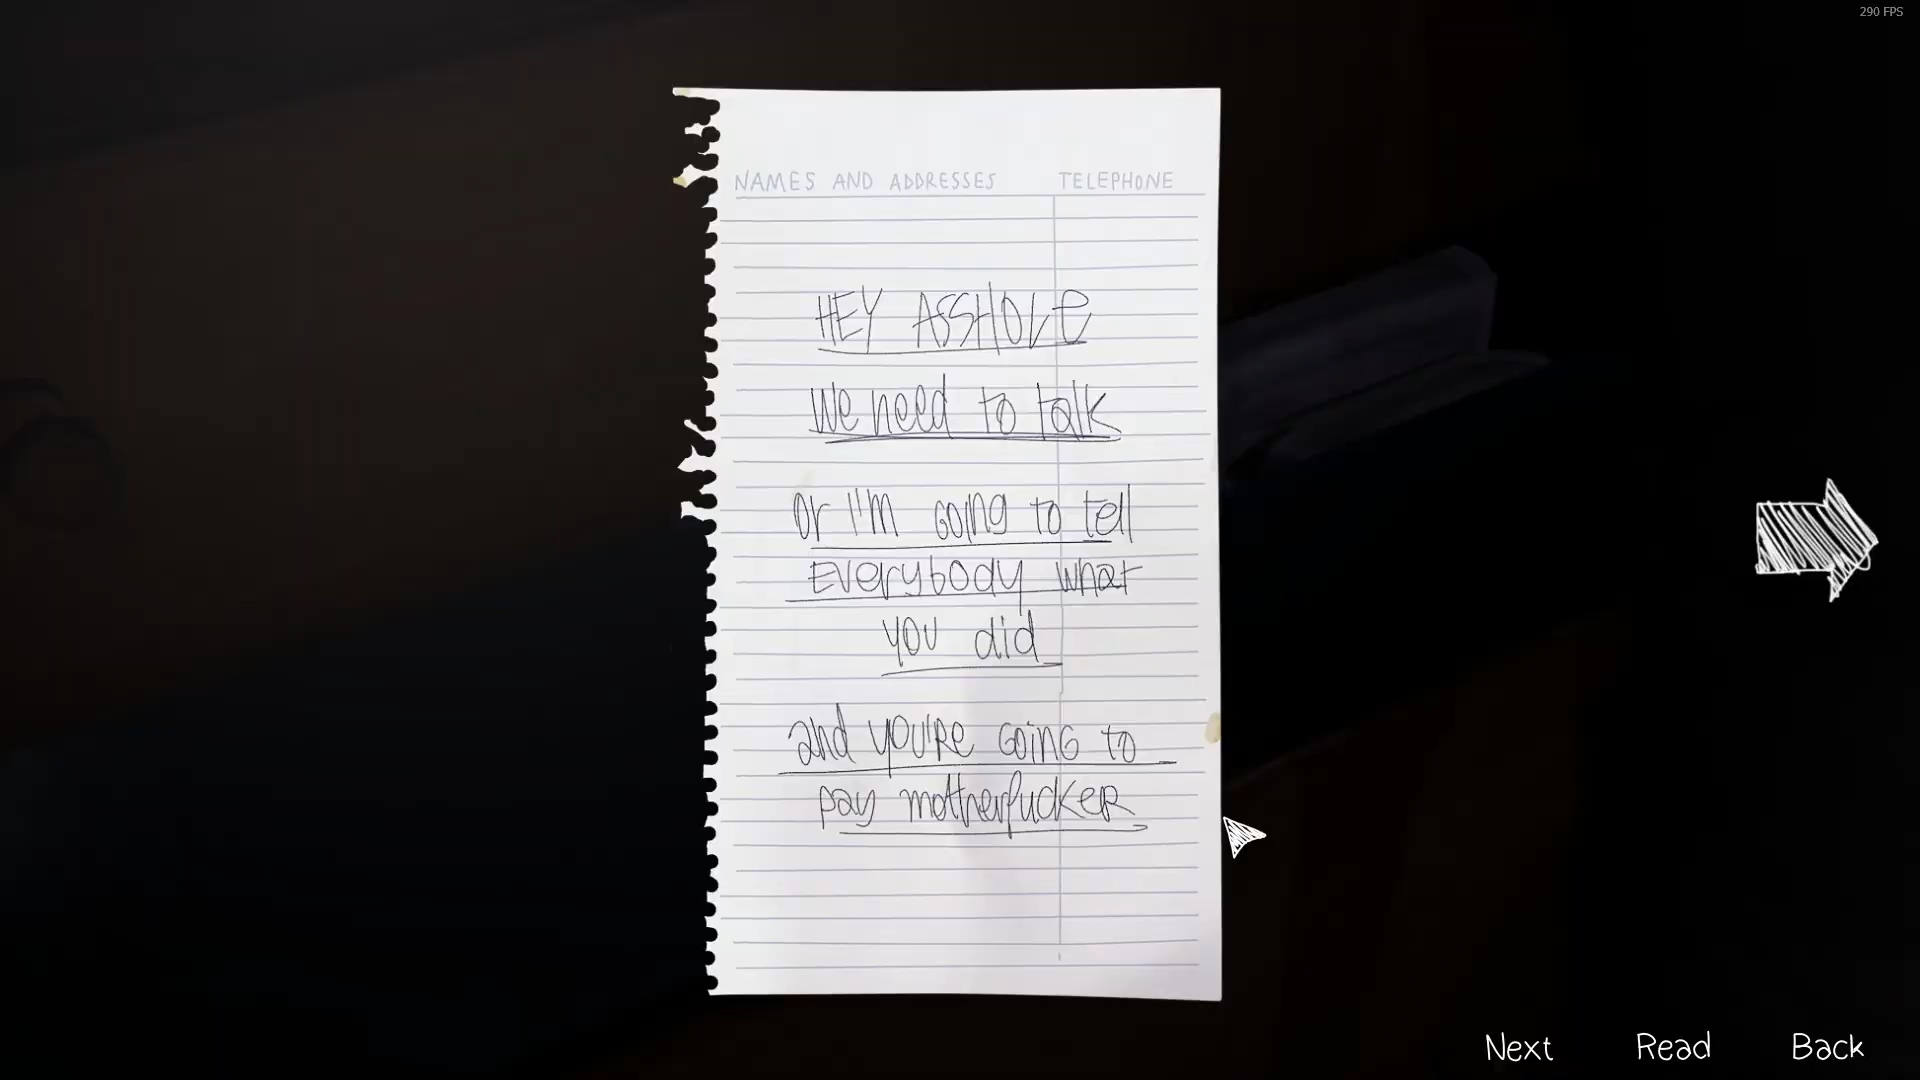 290 FPS
NAMES AND ADDRESSES TELEPHONE
HEY ASSHOLE
We need to talk
or I'm going to tell
Everybody what
you did
and you're going to
pay motherfucker
Next Read Back